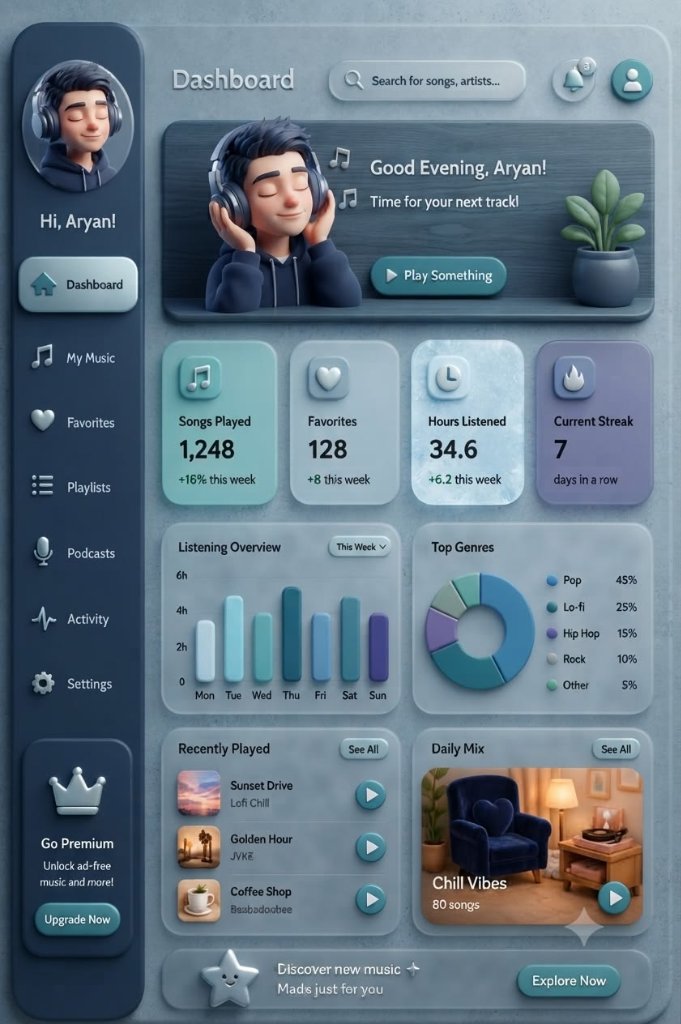 Dashboard
Search for songs, artists...
3
Hi, Aryan!
Dashboard
My Music
Favorites
Playlists
Podcasts
Activity
Settings
Go Premium
Unlock ad-free
music and more!
Upgrade Now
Good Evening, Aryan!
Time for your next track!
Play Something
Songs Played
1,248
+16% this week
Favorites
128
+8 this week
Hours Listened
34.6
+6.2 this week
Current Streak
7
days in a row
Listening Overview
This Week
6h
4h
2h
0
Mon Tue Wed Thu Fri Sat Sun
Top Genres
Pop 45%
Lo-fi 25%
Hip Hop 15%
Rock 10%
Other 5%
Recently Played
See All
Sunset Drive
Lofi Chill
Golden Hour
JVKE
Coffee Shop
Daily Mix
See All
Chill Vibes
80 songs
Discover new music
Made just for you
Explore Now